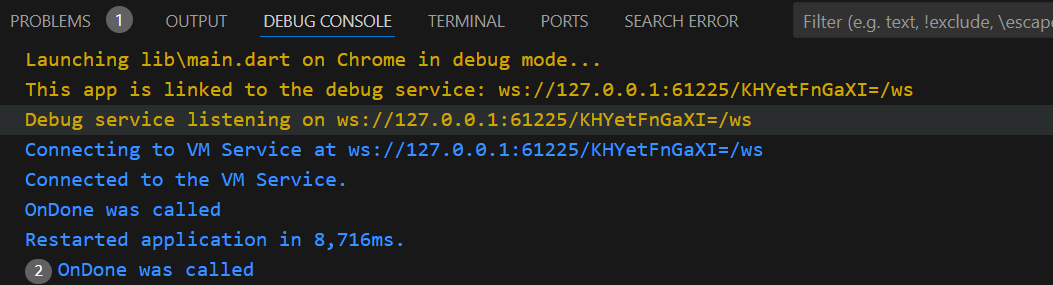 PROBLEMS 1 OUTPUT DEBUG CONSOLE TERMINAL PORTS SEARCH ERROR Filter (e.g. text, !exclude, \escape
Launching lib\main.dart on Chrome in debug mode...
This app is linked to the debug service: ws://127.0.0.1:61225/KHYetFnGaXI=/ws
Debug service listening on ws://127.0.0.1:61225/KHYetFnGaXI=/ws
Connecting to VM Service at ws://127.0.0.1:61225/KHYetFnGaXI=/ws
Connected to the VM Service.
OnDone was called
Restarted application in 8,716ms.
2 OnDone was called